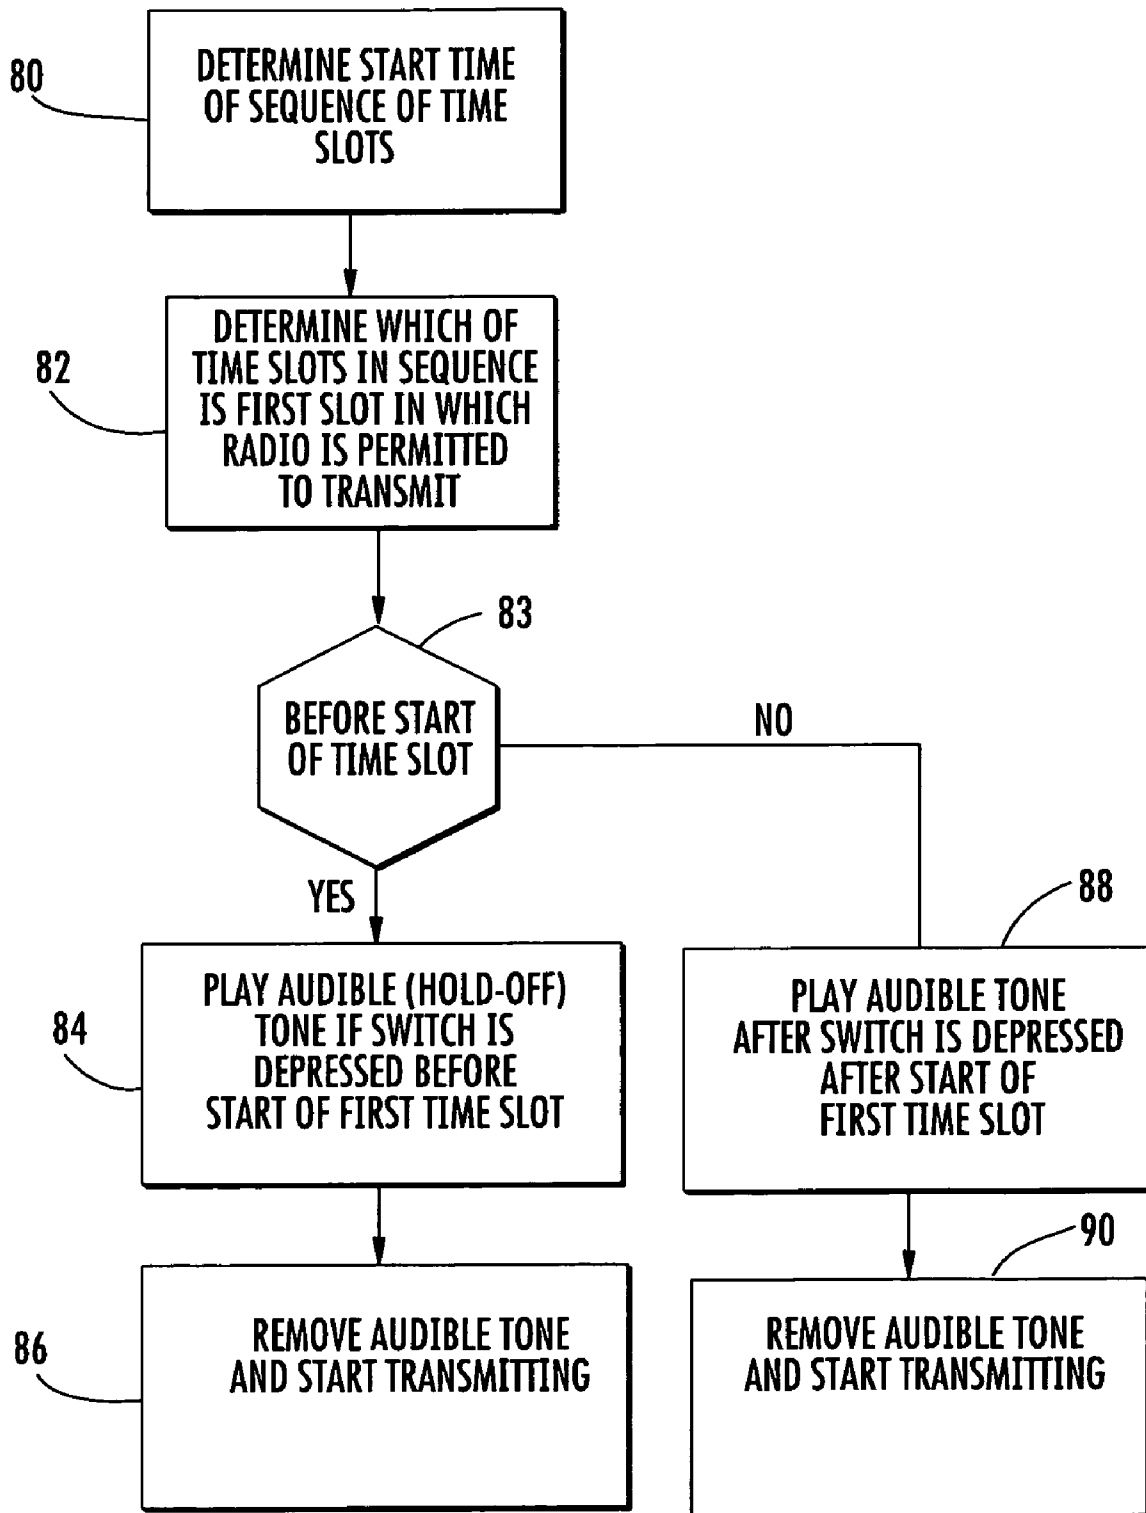 80
DETERMINE START TIME
OF SEQUENCE OF TIME
SLOTS
82
DETERMINE WHICH OF
TIME SLOTS IN SEQUENCE
IS FIRST SLOT IN WHICH
RADIO IS PERMITTED
TO TRANSMIT
83
BEFORE START
OF TIME SLOT
NO
YES
84
PLAY AUDIBLE (HOLD-OFF)
TONE IF SWITCH IS
DEPRESSED BEFORE
START OF FIRST TIME SLOT
88
PLAY AUDIBLE TONE
AFTER SWITCH IS DEPRESSED
AFTER START OF
FIRST TIME SLOT
86
REMOVE AUDIBLE TONE
AND START TRANSMITTING
90
REMOVE AUDIBLE TONE
AND START TRANSMITTING